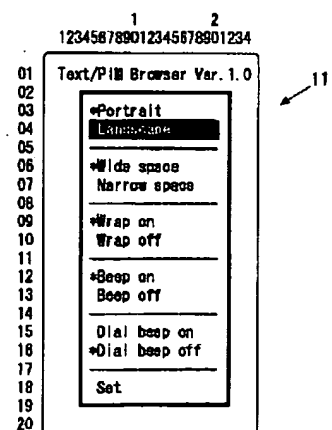 1 2
123456789012345678901234
01 Text/PIM Browser Ver. 1.0
11
02
03 *Portrait
04 Landscape
05
06 *Wide space
07 Narrow space
08
09 *Wrap on
10 Wrap off
11
12 *Beep on
13 Beep off
14
15 Dial beep on
16 *Dial beep off
17
18 Set
19
20